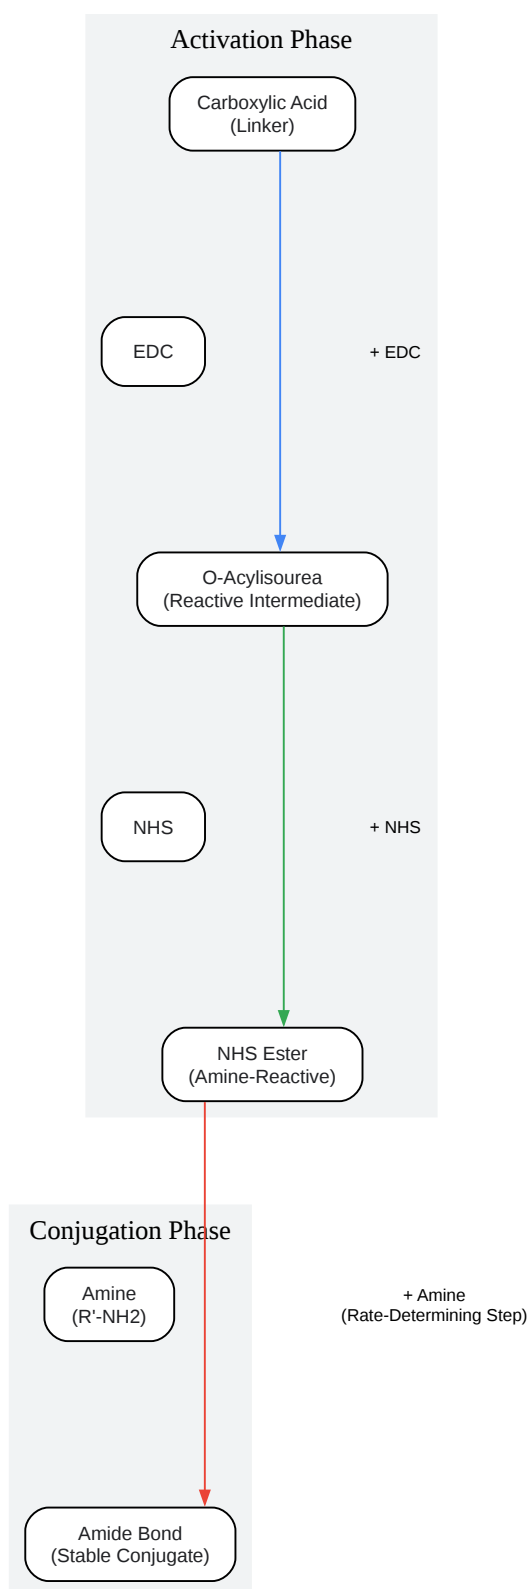 Activation Phase
Carboxylic Acid
(Linker)
EDC
+ EDC
O-Acylisourea
(Reactive Intermediate)
NHS
+ NHS
NHS Ester
(Amine-Reactive)
Conjugation Phase
Amine
(R'-NH2)
+ Amine
(Rate-Determining Step)
Amide Bond
(Stable Conjugate)